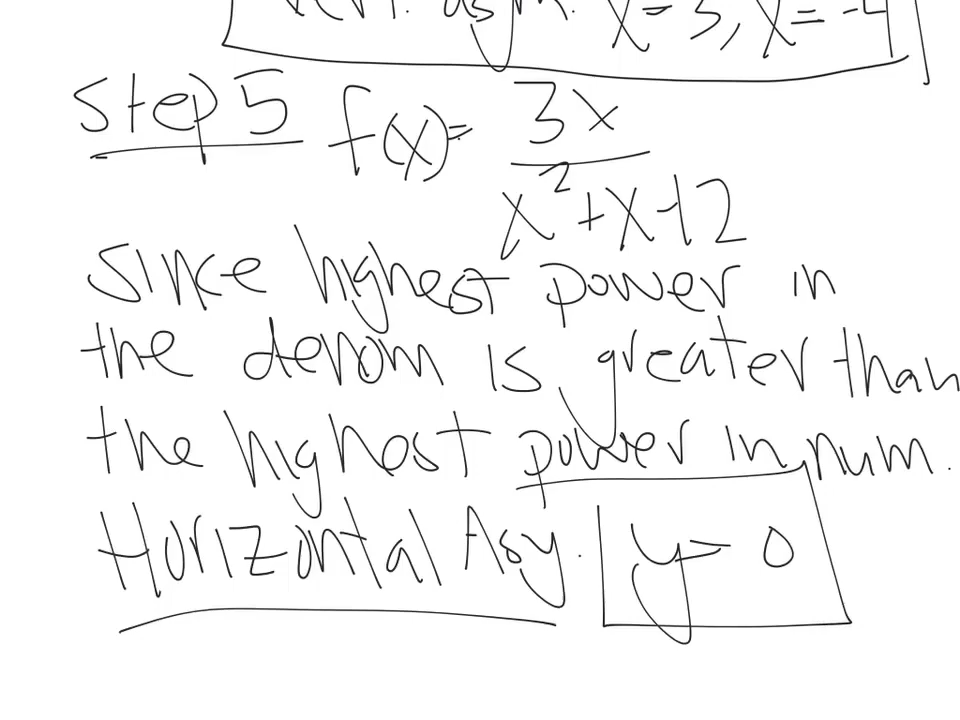 Vert. asym. x=3, x=-4
Step 5 f(x)= 3x
x²+x-12
Since highest power in
the denom is greater than
the highest power in num.
Horizontal Asy. y=0